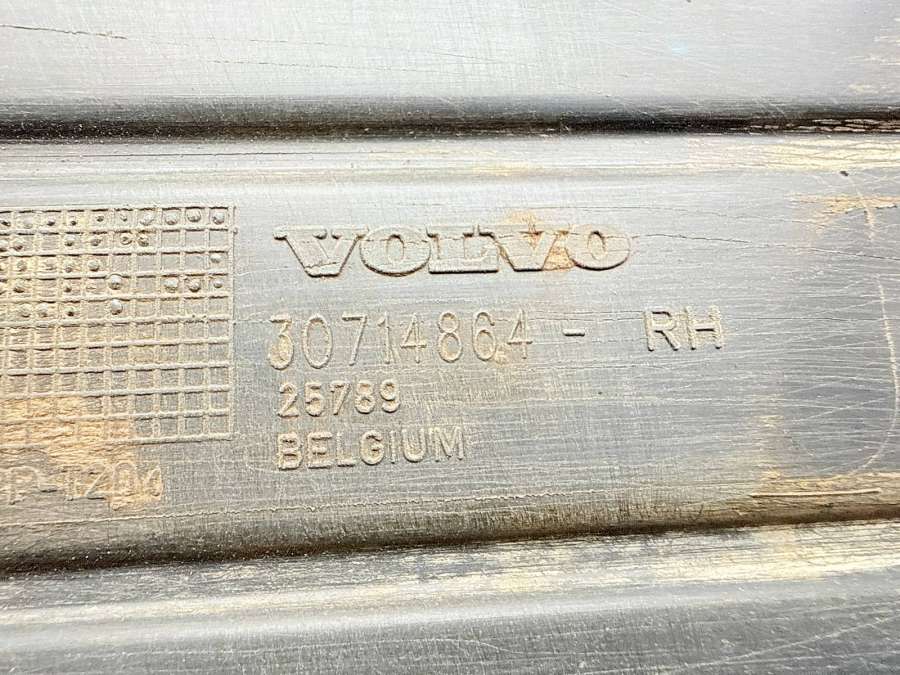 VOLVO
30714864 - RH
25789
BELGIUM